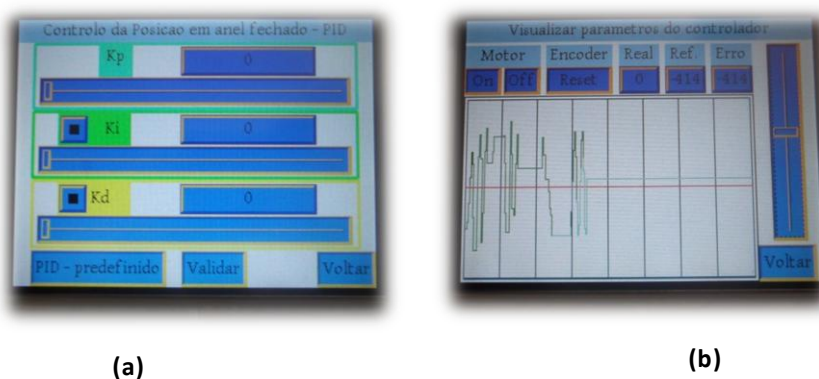 Controlo da Posicao em anel fechado - PID
Kp 0
Ki 0
Kd 0
PID - predefinido Validar Voltar
Visualizar parametros do controlador
Motor Encoder Real Ref. Erro
On Off Reset 0 -414 -414
Voltar
(a) (b)